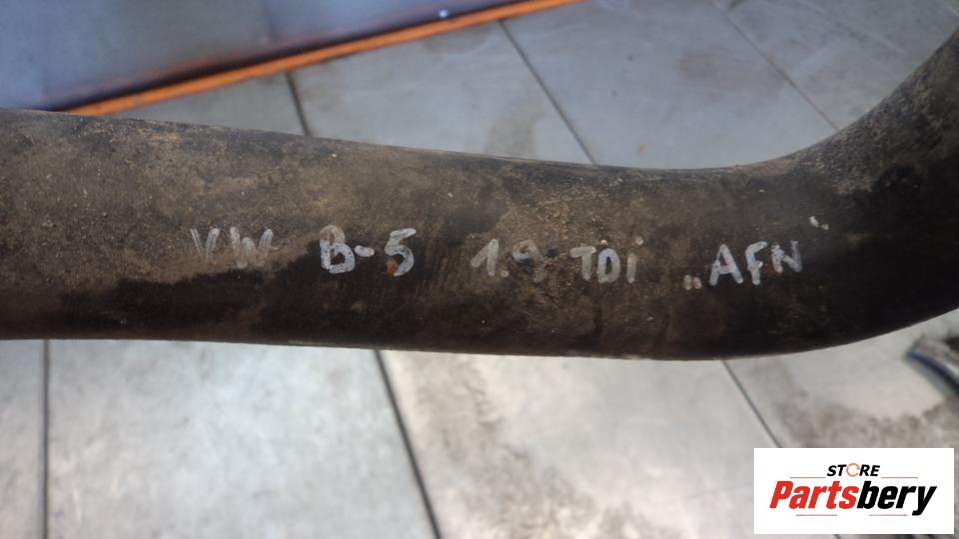 VW B-5 1.9 TDi „AFN"
STORE
Partsbery